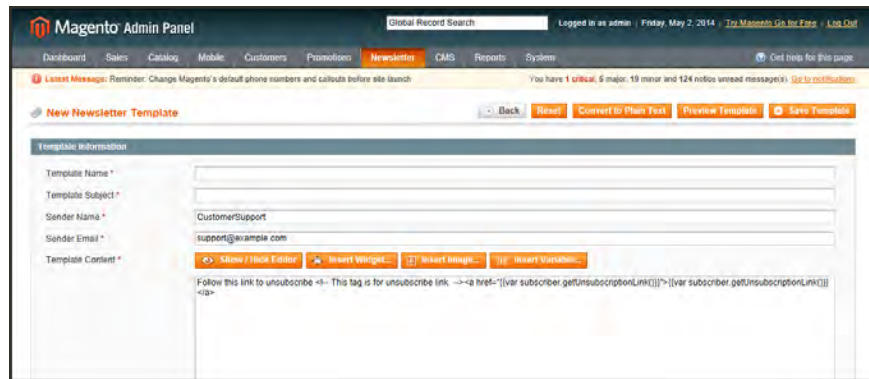 Magento Admin Panel
Global Record Search
Logged in as admin | Friday, May 2, 2014 | Try Magento Go for Free | Log Out
Dashboard Sales Catalog Mobile Customers Promotions Newsletter CMS Reports System
Get help for this page
Latest Message: Reminder: Change Magento's default phone numbers and callouts before site launch
You have 1 critical, 5 major, 19 minor and 124 notice unread message(s). Go to notifications
New Newsletter Template
Back Reset Convert to Plain Text Preview Template Save Template
Template Information
Template Name *
Template Subject *
Sender Name * CustomerSupport
Sender Email * support@example.com
Template Content * Show / Hide Editor Insert Widget... Insert Image... Insert Variable...
Follow this link to unsubscribe <!-- This tag is for unsubscribe link --><a href="{{var subscriber.getUnsubscriptionLink()}}">{{var subscriber.getUnsubscriptionLink()}}
</a>